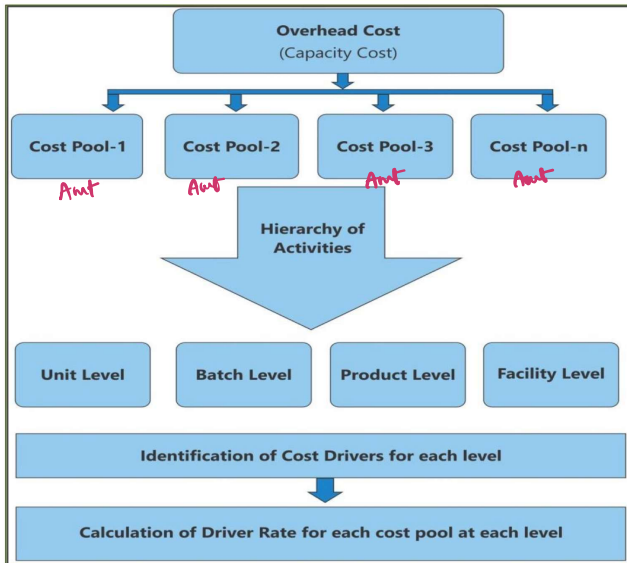 Overhead Cost
(Capacity Cost)
Cost Pool-1 Cost Pool-2 Cost Pool-3 Cost Pool-n
Amt Amt Amt Amt
Hierarchy of
Activities
Unit Level Batch Level Product Level Facility Level
Identification of Cost Drivers for each level
Calculation of Driver Rate for each cost pool at each level